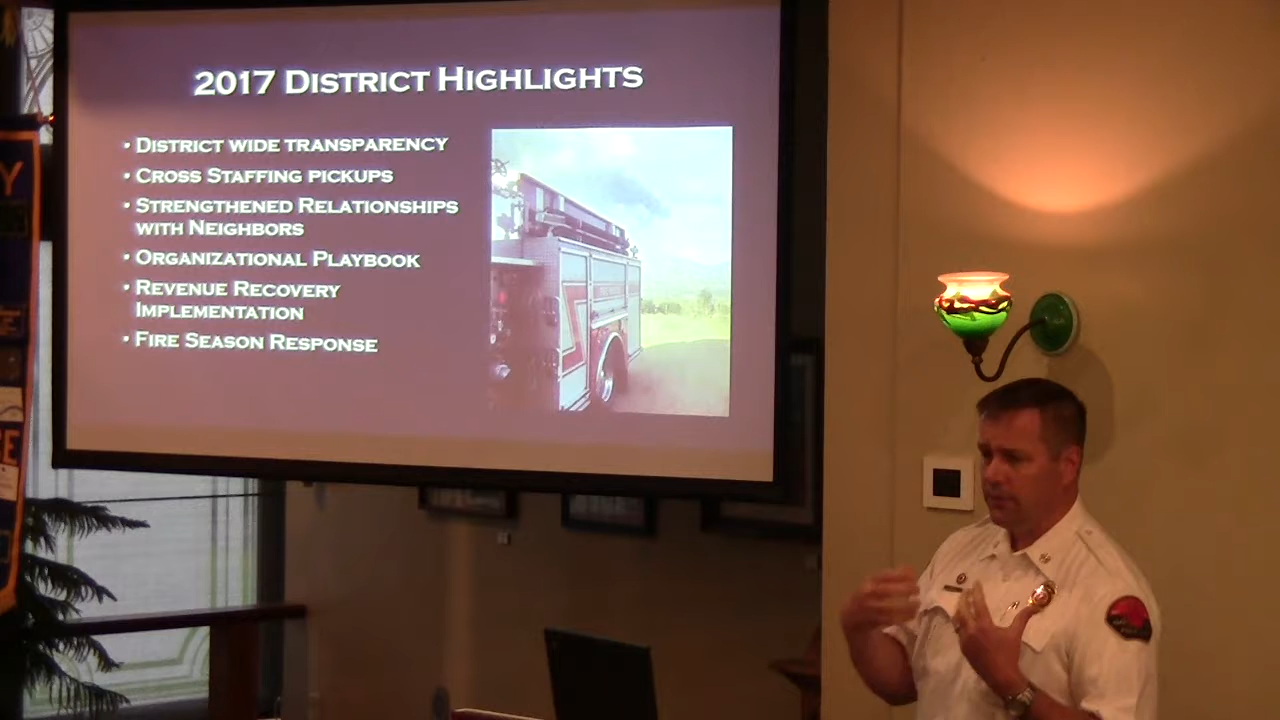 2017 District Highlights
• District wide transparency
• Cross Staffing pickups
• Strengthened Relationships
with Neighbors
• Organizational Playbook
• Revenue Recovery
Implementation
• Fire Season Response
Y
E